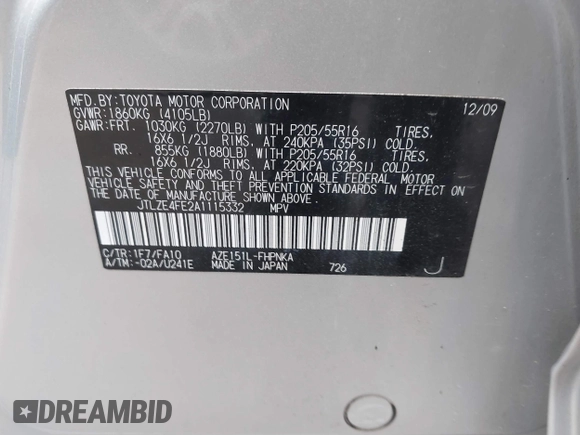 MFD.BY:TOYOTA MOTOR CORPORATION 12/09
GVWR:1860KG (4105LB)
GAWR:FRT. 1030KG (2270LB) WITH P205/55R16 TIRES,
16X6 1/2J RIMS, AT 240KPA (35PSI) COLD.
RR. 855KG (1880LB) WITH P205/55R16 TIRES,
16X6 1/2J RIMS, AT 220KPA (32PSI) COLD.
THIS VEHICLE CONFORMS TO ALL APPLICABLE FEDERAL MOTOR
VEHICLE SAFETY AND THEFT PREVENTION STANDARDS IN EFFECT ON
THE DATE OF MANUFACTURE SHOWN ABOVE.
JTLZE4FE2A1115332 MPV
C/TR:1F7/FA10 AZE151L-FHPNKA
A/TM:-02A/U241E MADE IN JAPAN 726 J
DREAMBID